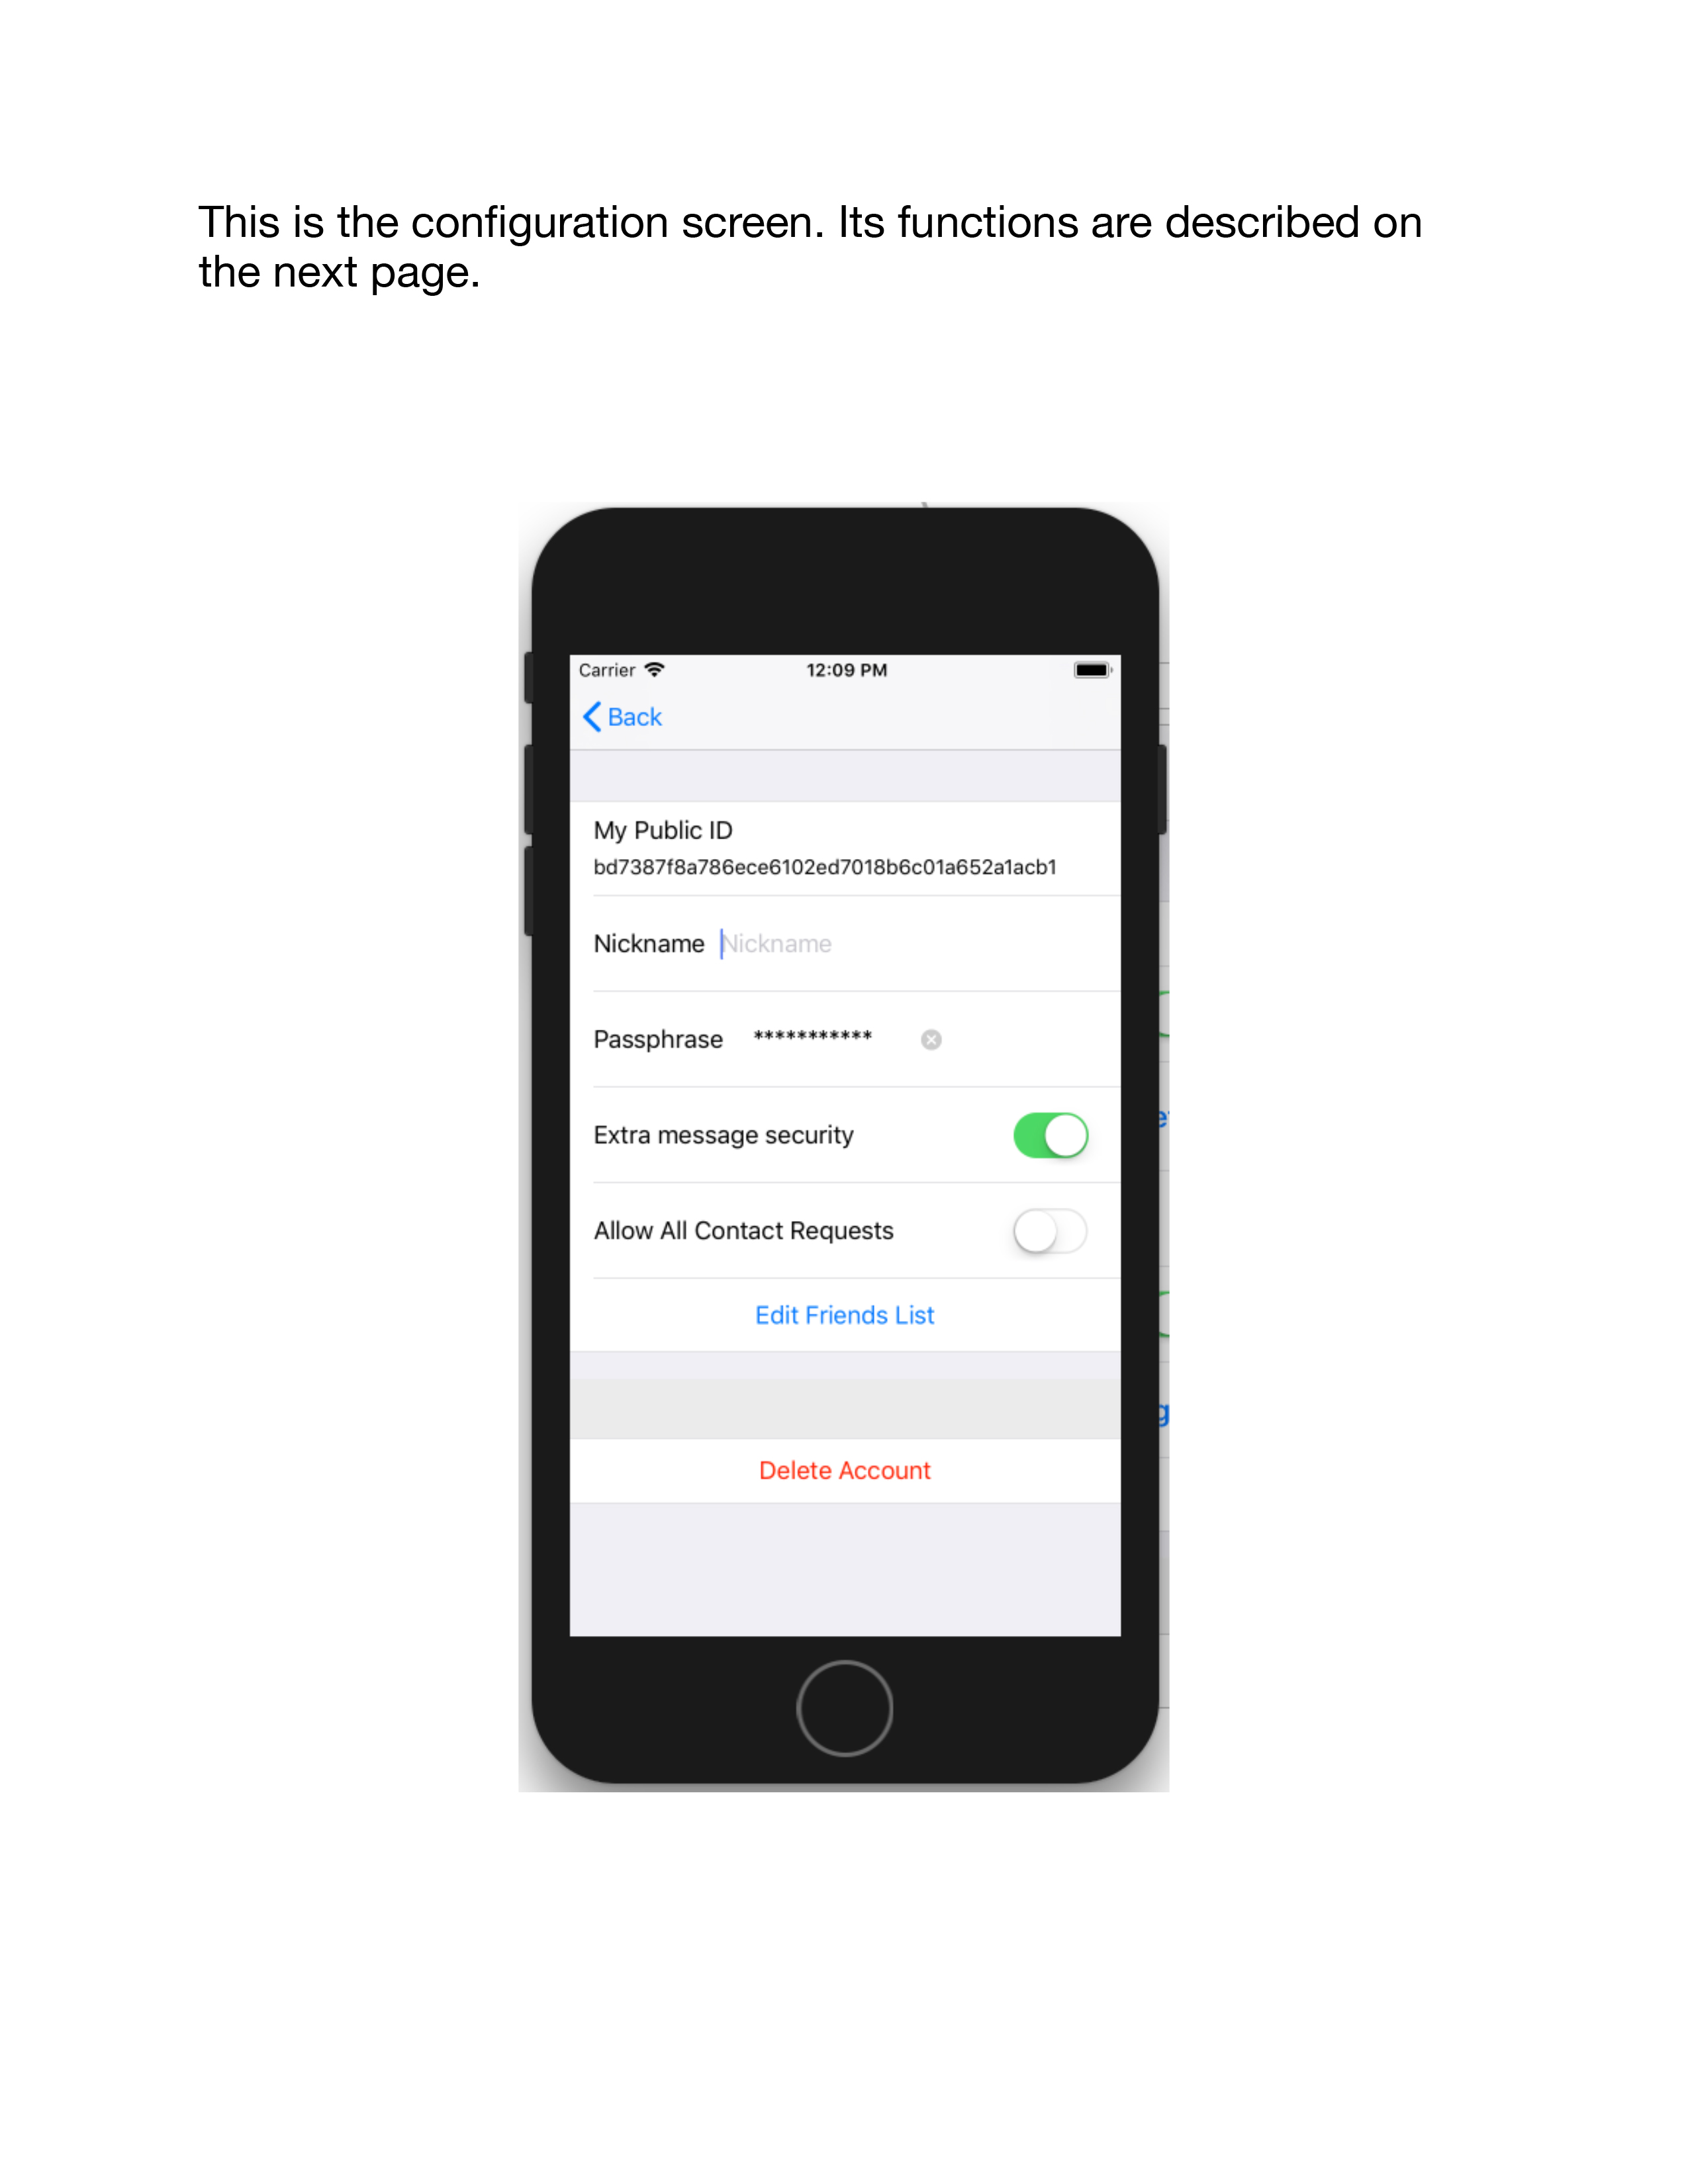 This is the configuration screen. Its functions are described on
the next page.
Carrier 12:09 PM
Back
My Public ID
bd7387f8a786ece6102ed7018b6c01a652a1acb1
Nickname Nickname
Passphrase ***********
Extra message security
Allow All Contact Requests
Edit Friends List
Delete Account